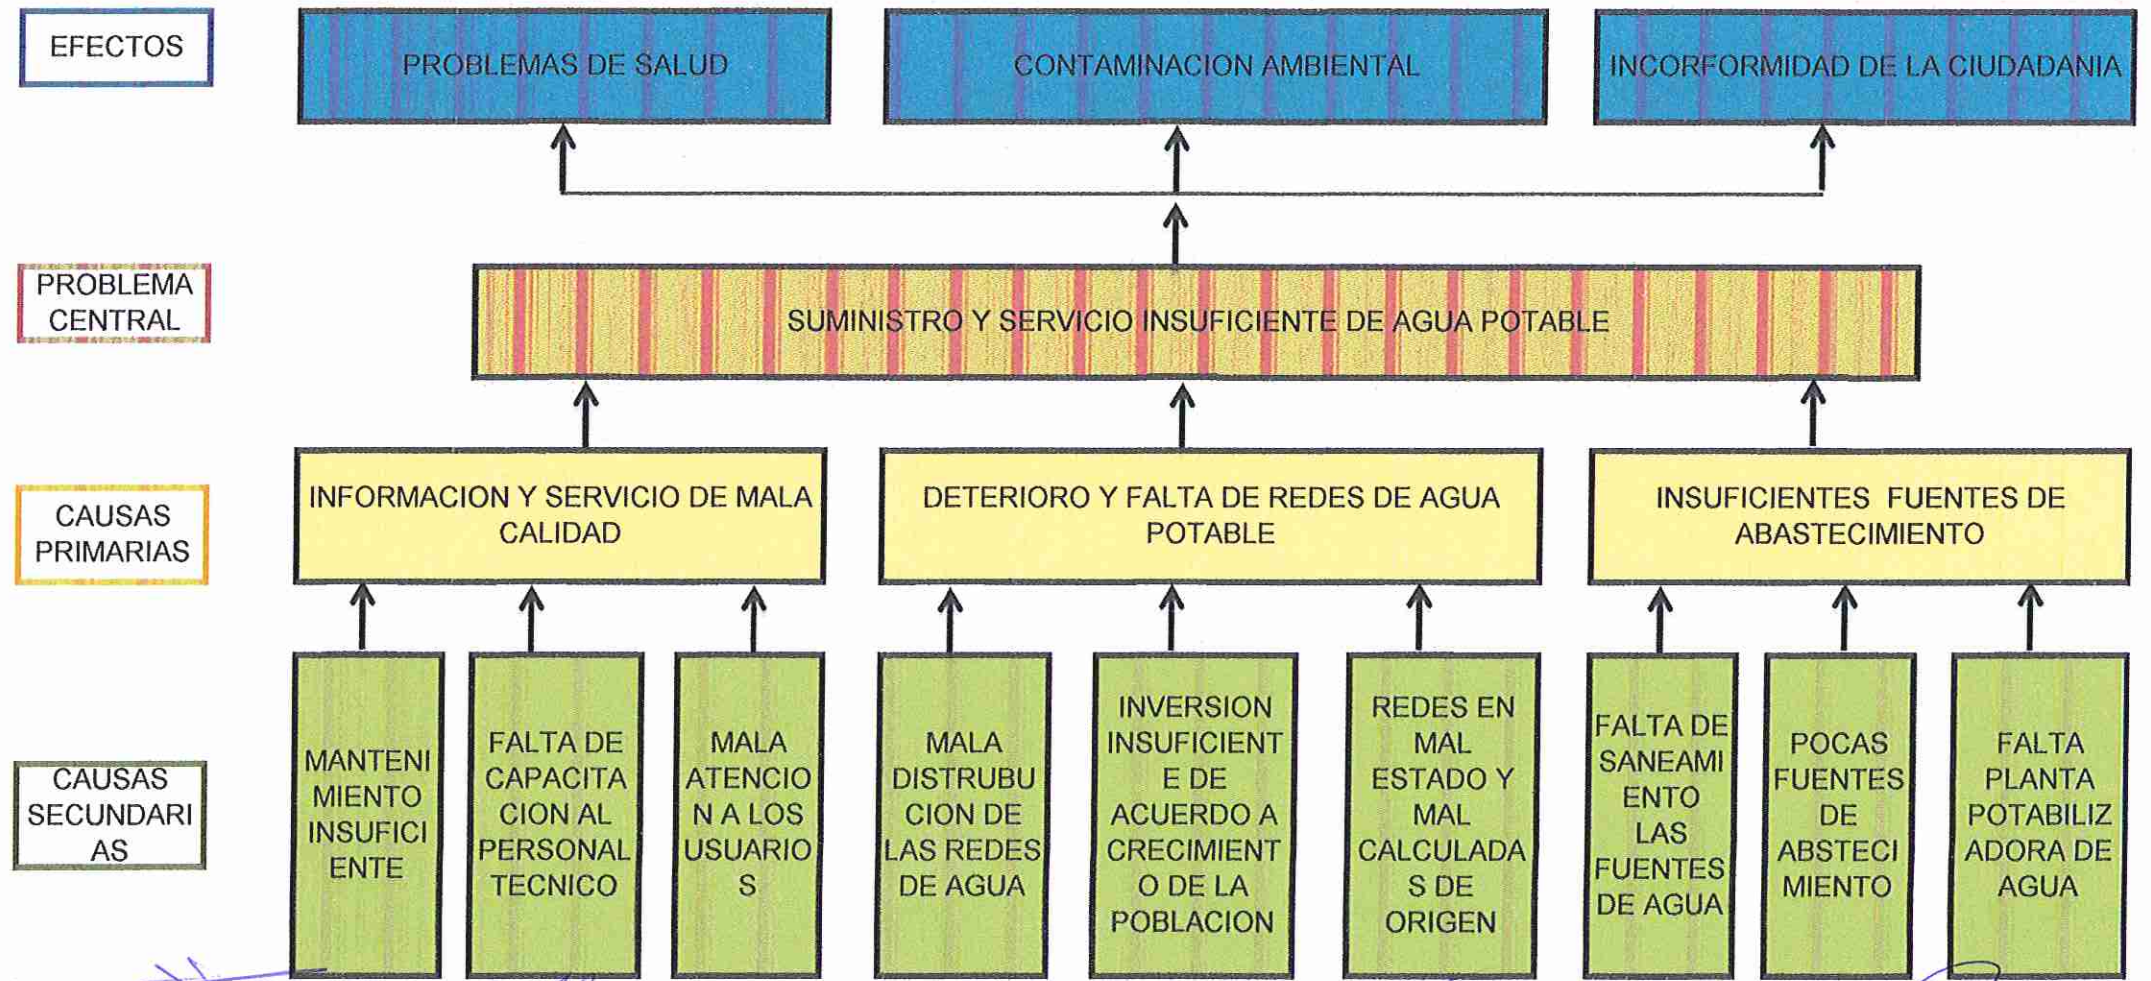 EFECTOS
PROBLEMAS DE SALUD
CONTAMINACION AMBIENTAL
INCORFORMIDAD DE LA CIUDADANIA
PROBLEMA
CENTRAL
SUMINISTRO Y SERVICIO INSUFICIENTE DE AGUA POTABLE
CAUSAS
PRIMARIAS
INFORMACION Y SERVICIO DE MALA
CALIDAD
DETERIORO Y FALTA DE REDES DE AGUA
POTABLE
INSUFICIENTES FUENTES DE
ABASTECIMIENTO
CAUSAS
SECUNDARI
AS
MANTENI
MIENTO
INSUFICI
ENTE
FALTA DE
CAPACITA
CION AL
PERSONAL
TECNICO
MALA
ATENCIO
N A LOS
USUARIO
S
MALA
DISTRUBU
CION DE
LAS REDES
DE AGUA
INVERSION
INSUFICIENT
E DE
ACUERDO A
CRECIMIENT
O DE LA
POBLACION
REDES EN
MAL
ESTADO Y
MAL
CALCULADA
S DE
ORIGEN
FALTA DE
SANEAMI
ENTO
LAS
FUENTES
DE AGUA
POCAS
FUENTES
DE
ABSTECI
MIENTO
FALTA
PLANTA
POTABILIZ
ADORA DE
AGUA